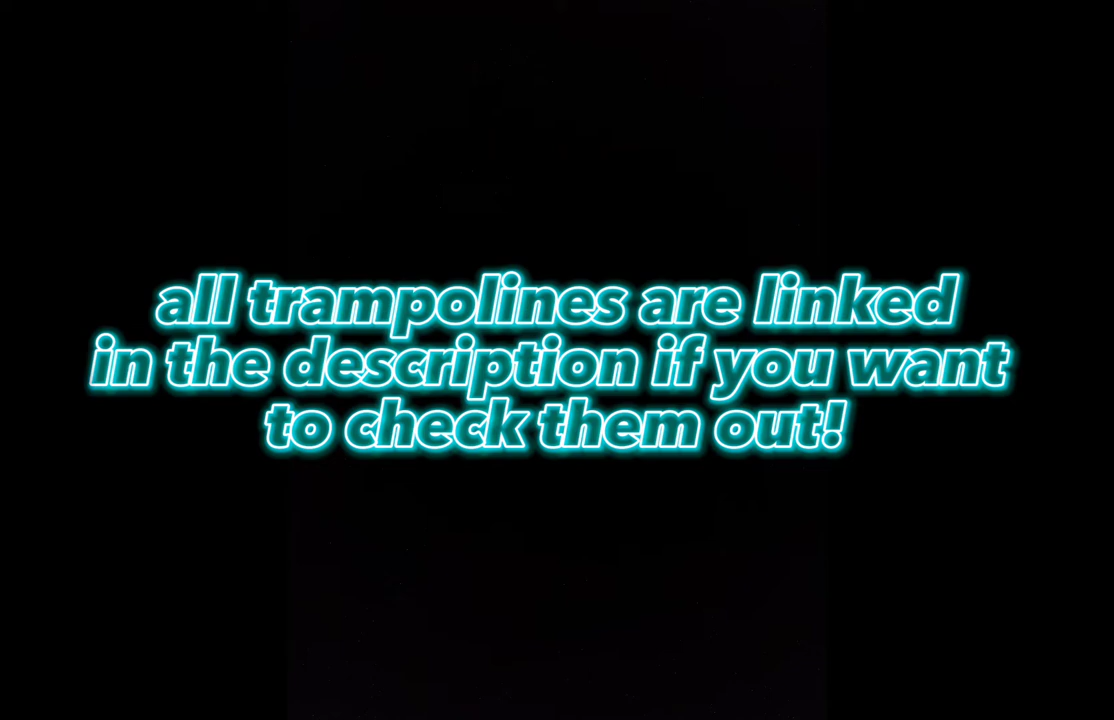 all trampolines are linked
in the description if you want
to check them out!